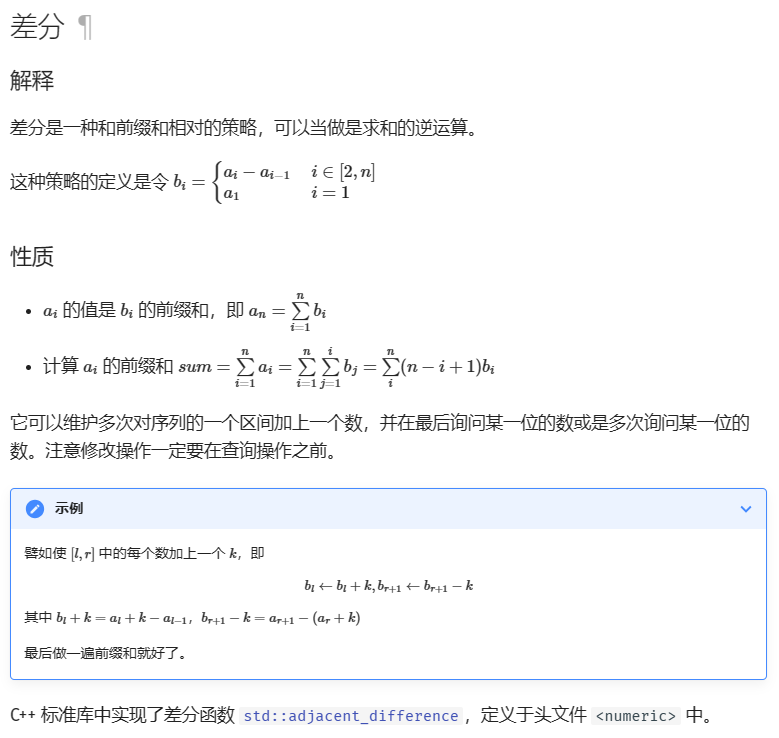 差分 ¶
解释
差分是一种和前缀和相对的策略，可以当做是求和的逆运算。
这种策略的定义是令 $b_i = \begin{cases} a_i - a_{i-1} & i \in [2, n] \\ a_1 & i = 1 \end{cases}$
性质
• $a_i$ 的值是 $b_i$ 的前缀和，即 $a_n = \sum_{i=1}^{n} b_i$
• 计算 $a_i$ 的前缀和 $sum = \sum_{i=1}^{n} a_i = \sum_{i=1}^{n} \sum_{j=1}^{i} b_j = \sum_{i}^{n} (n - i + 1) b_i$
它可以维护多次对序列的一个区间加上一个数，并在最后询问某一位的数或是多次询问某一位的
数。注意修改操作一定要在查询操作之前。
示例
譬如使 $[l, r]$ 中的每个数加上一个 $k$，即
$b_l \leftarrow b_l + k, b_{r+1} \leftarrow b_{r+1} - k$
其中 $b_l + k = a_l + k - a_{l-1}$，$b_{r+1} - k = a_{r+1} - (a_r + k)$
最后做一遍前缀和就好了。
C++ 标准库中实现了差分函数 std::adjacent_difference，定义于头文件 <numeric> 中。